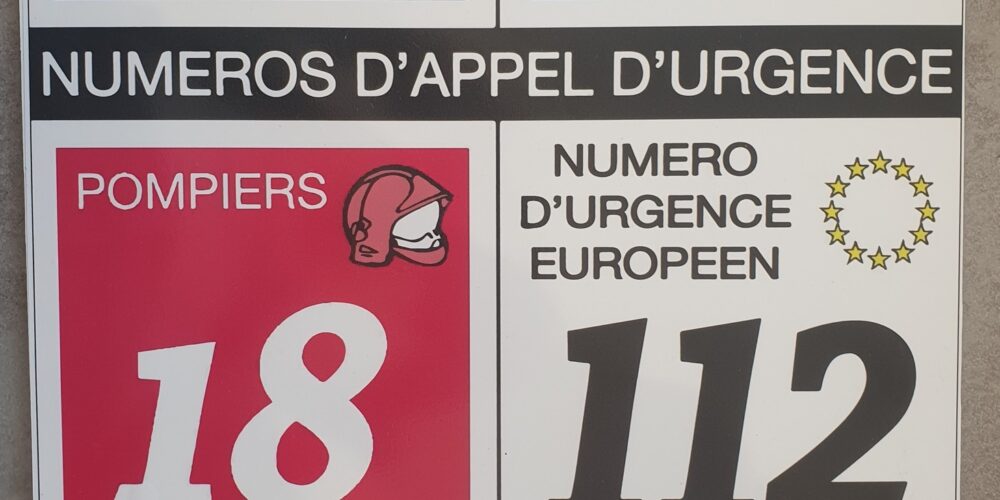 NUMEROS D'APPEL D'URGENCE
POMPIERS
18
NUMERO
D'URGENCE
EUROPEEN
112